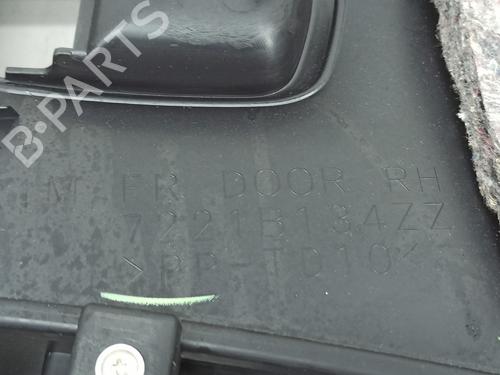 B-PARTS
M FR DOOR RH
7221B134ZZ
>PP-TD10<